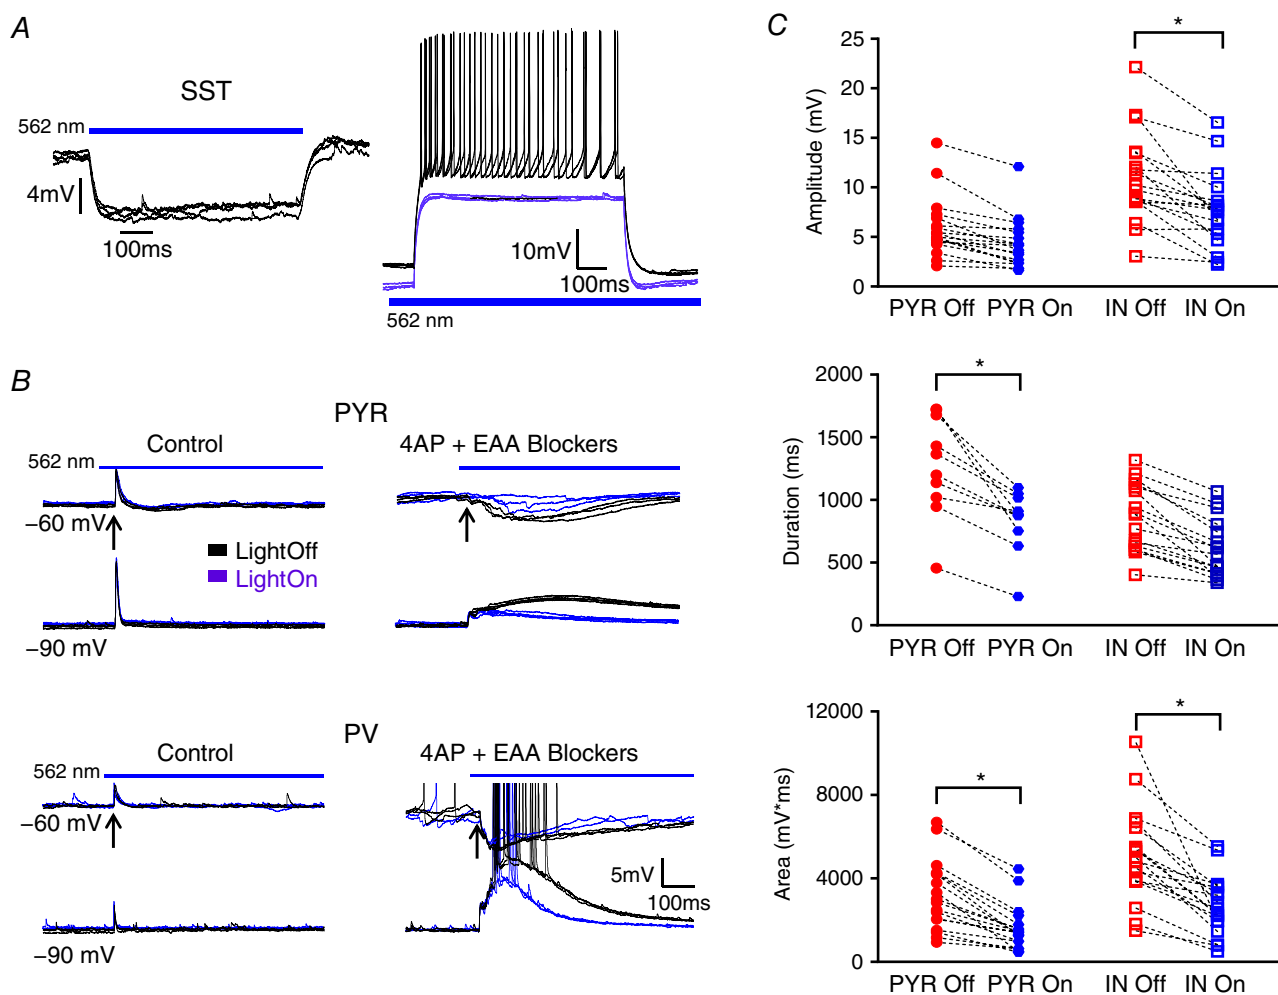 A
SST
562 nm
4mV
100ms
10mV
100ms
562 nm
B
PYR
Control
4AP + EAA Blockers
562 nm
–60 mV
LightOff
LightOn
–90 mV
PV
Control
4AP + EAA Blockers
562 nm
–60 mV
5mV
100ms
–90 mV
C
*
25
20
15
10
5
0
Amplitude (mV)
PYR Off PYR On IN Off IN On
*
2000
1500
1000
500
0
Duration (ms)
PYR Off PYR On IN Off IN On
*
*
12000
8000
4000
0
Area (mV*ms)
PYR Off PYR On IN Off IN On